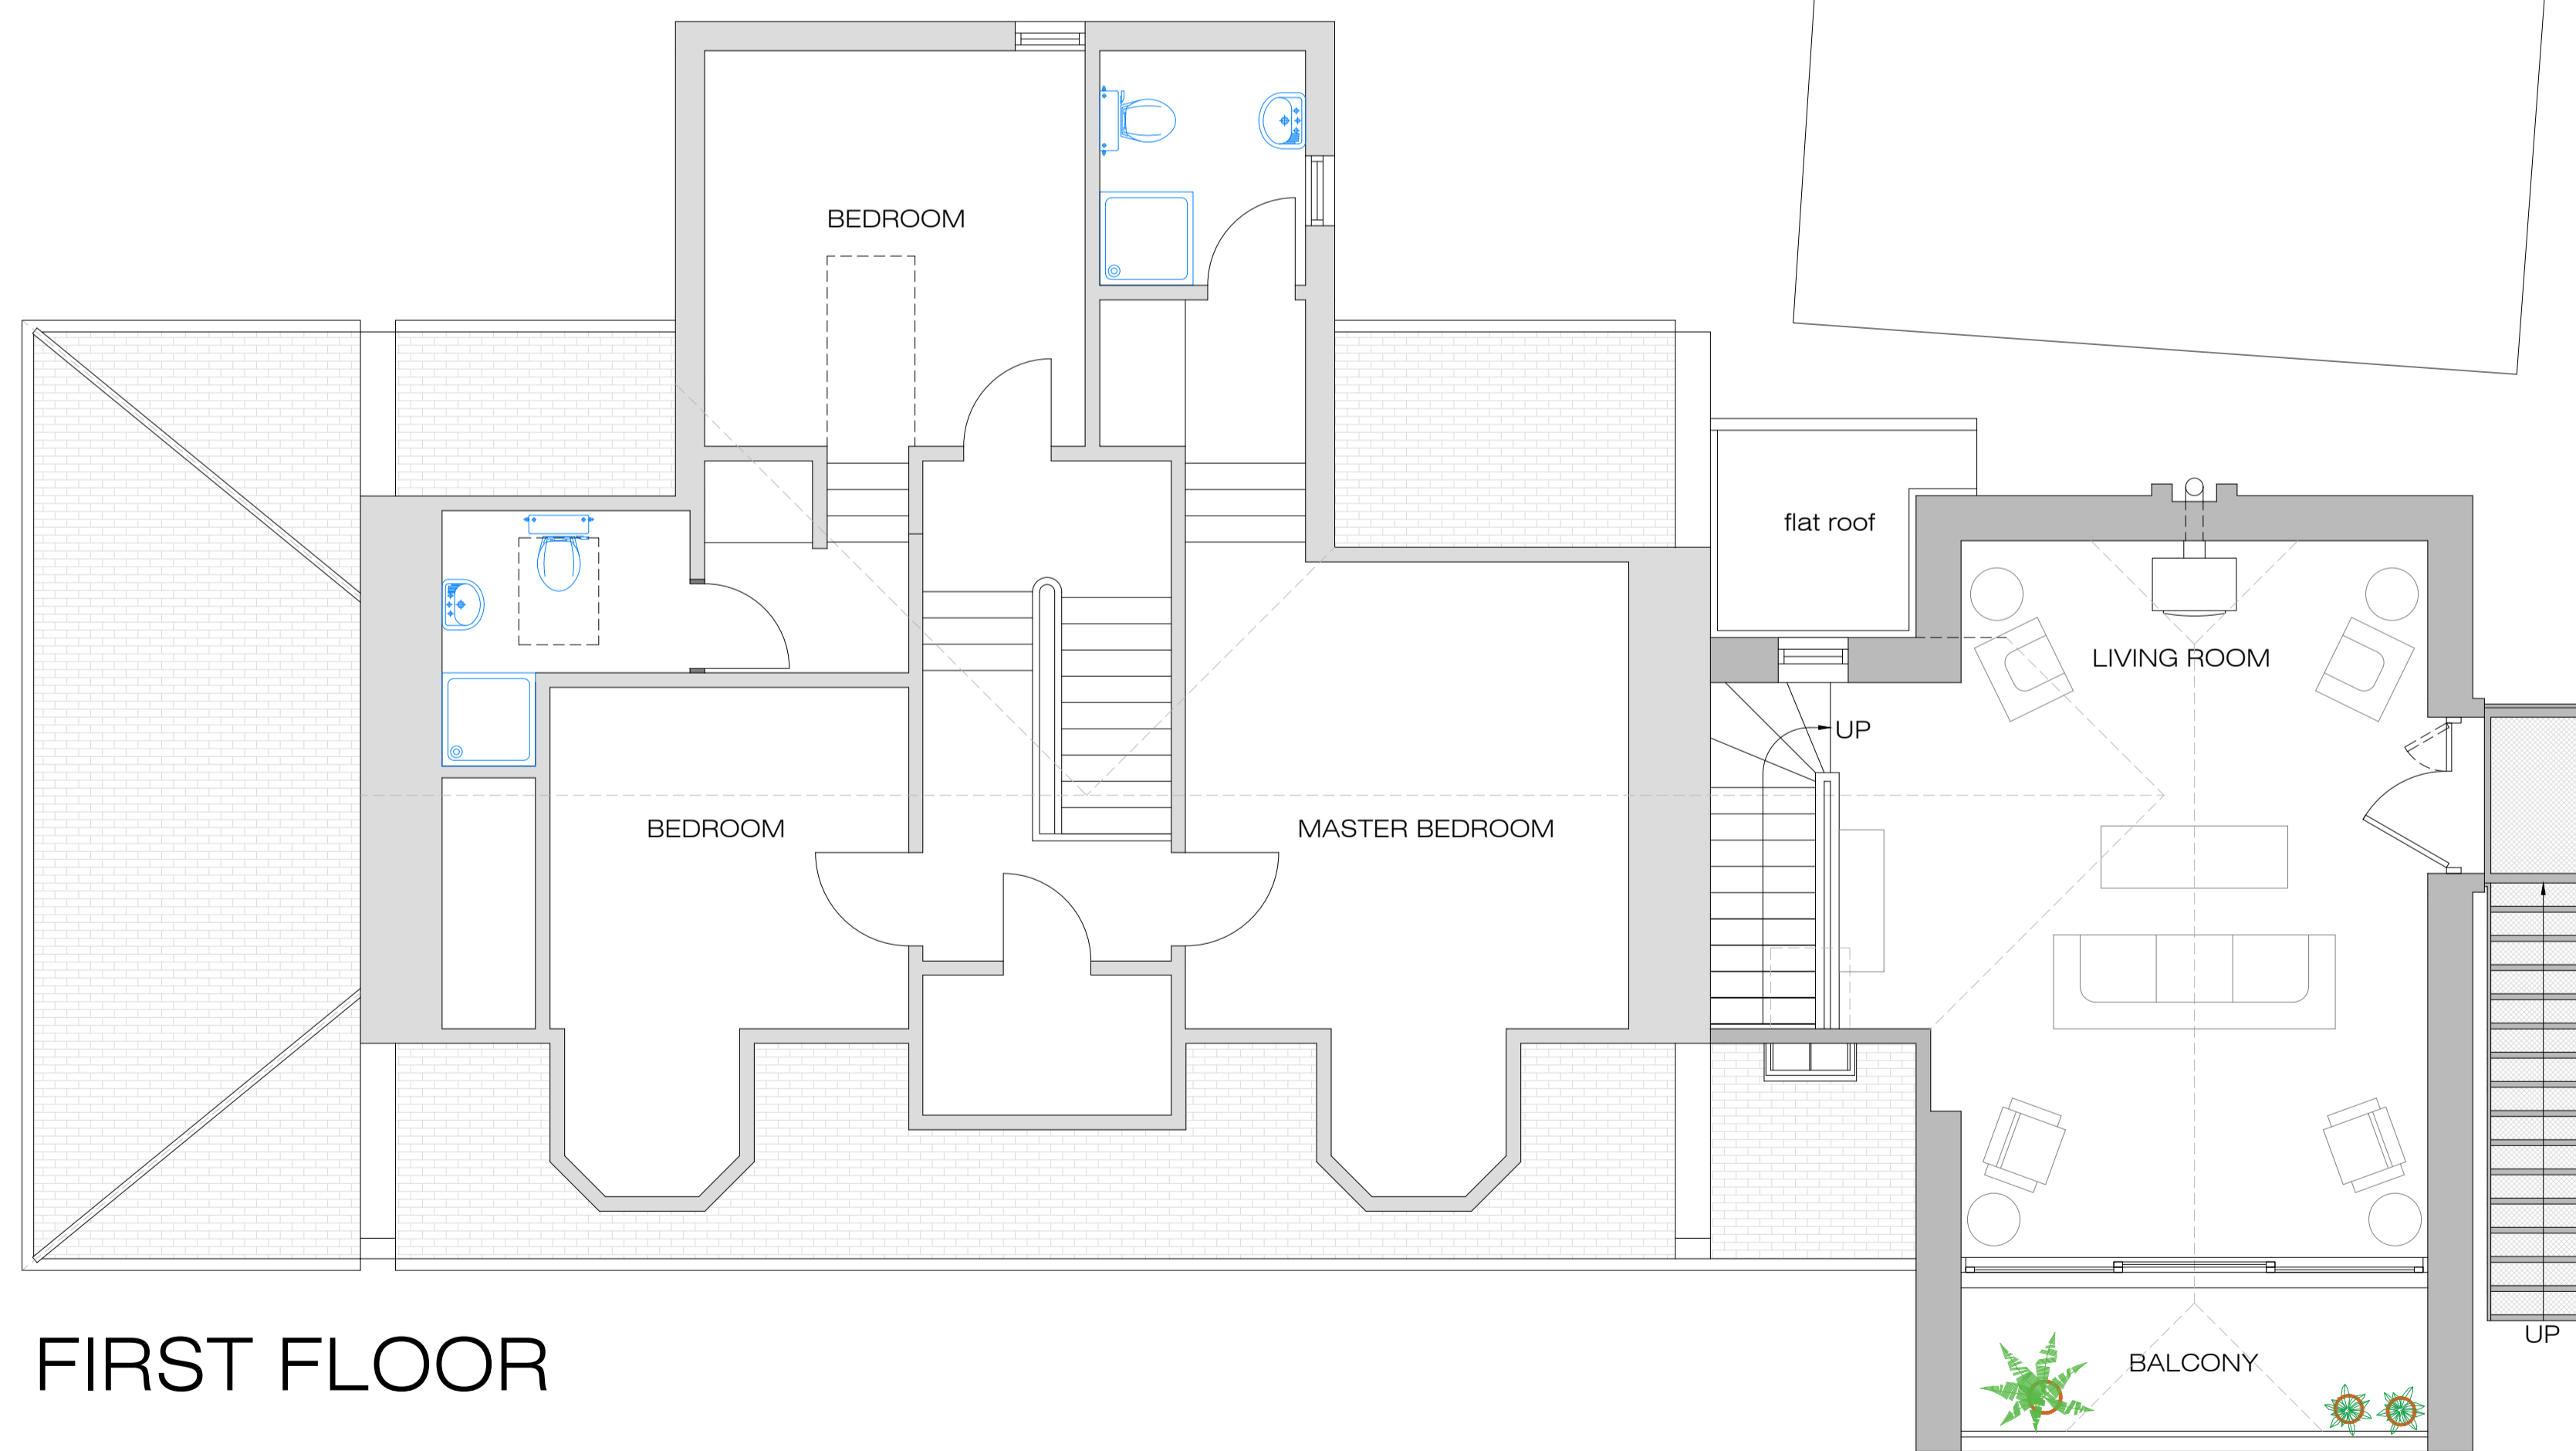 BEDROOM
flat roof
LIVING ROOM
UP
BEDROOM
MASTER BEDROOM
UP
BALCONY
FIRST FLOOR